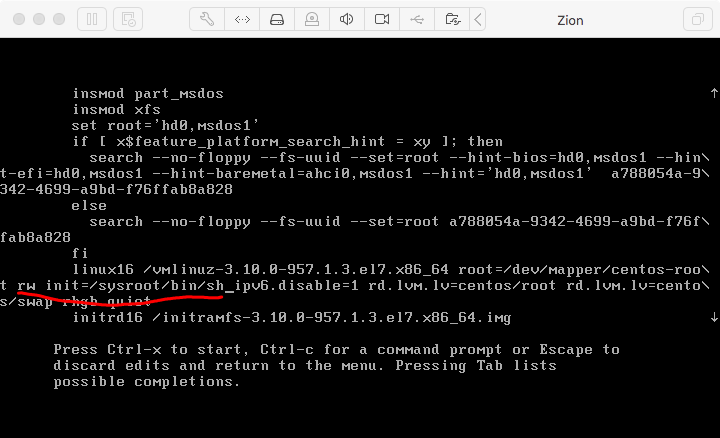 Zion
insmod part_msdos
insmod xfs
set root='hd0,msdos1'
if [ x$feature_platform_search_hint = xy ]; then
search --no-floppy --fs-uuid --set=root --hint-bios=hd0,msdos1 --hin\
t-efi=hd0,msdos1 --hint-baremetal=ahci0,msdos1 --hint='hd0,msdos1'  a788054a-9\
342-4699-a9bd-f76ffab8a828
else
search --no-floppy --fs-uuid --set=root a788054a-9342-4699-a9bd-f76f\
fab8a828
fi
linux16 /vmlinuz-3.10.0-957.1.3.el7.x86_64 root=/dev/mapper/centos-roo\
t rw init=/sysroot/bin/sh_ipv6.disable=1 rd.lvm.lv=centos/root rd.lvm.lv=cento\
s/swap rhgb quiet
initrd16 /initramfs-3.10.0-957.1.3.el7.x86_64.img
Press Ctrl-x to start, Ctrl-c for a command prompt or Escape to
discard edits and return to the menu. Pressing Tab lists
possible completions.